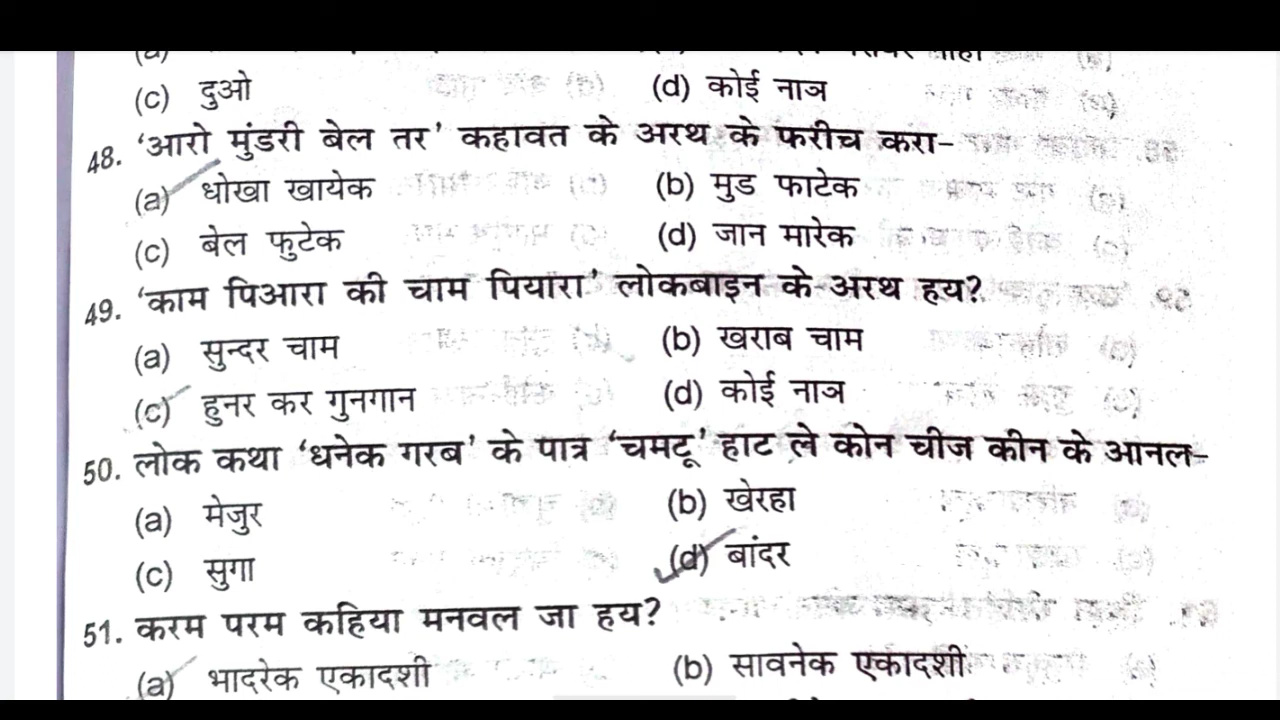 (c) दुओ (d) कोई नाञ
48. 'आरो मुंडरी बेल तर' कहावत के अरथ के फरीच करा-
(a) धोखा खायेक (b) मुड फाटेक
(c) बेल फुटेक (d) जान मारेक
49. 'काम पिआरा की चाम पियारा' लोकबाइन के अरथ हय?
(a) सुन्दर चाम (b) खराब चाम
(c) हुनर कर गुनगान (d) कोई नाञ
50. लोक कथा 'धनेक गरब' के पात्र 'चमटू' हाट ले कोन चीज कीन के आनल-
(a) मेजुर (b) खेरहा
(c) सुगा (d) बांदर
51. करम परम कहिया मनवल जा हय?
(a) भादरेक एकादशी (b) सावनेक एकादशी